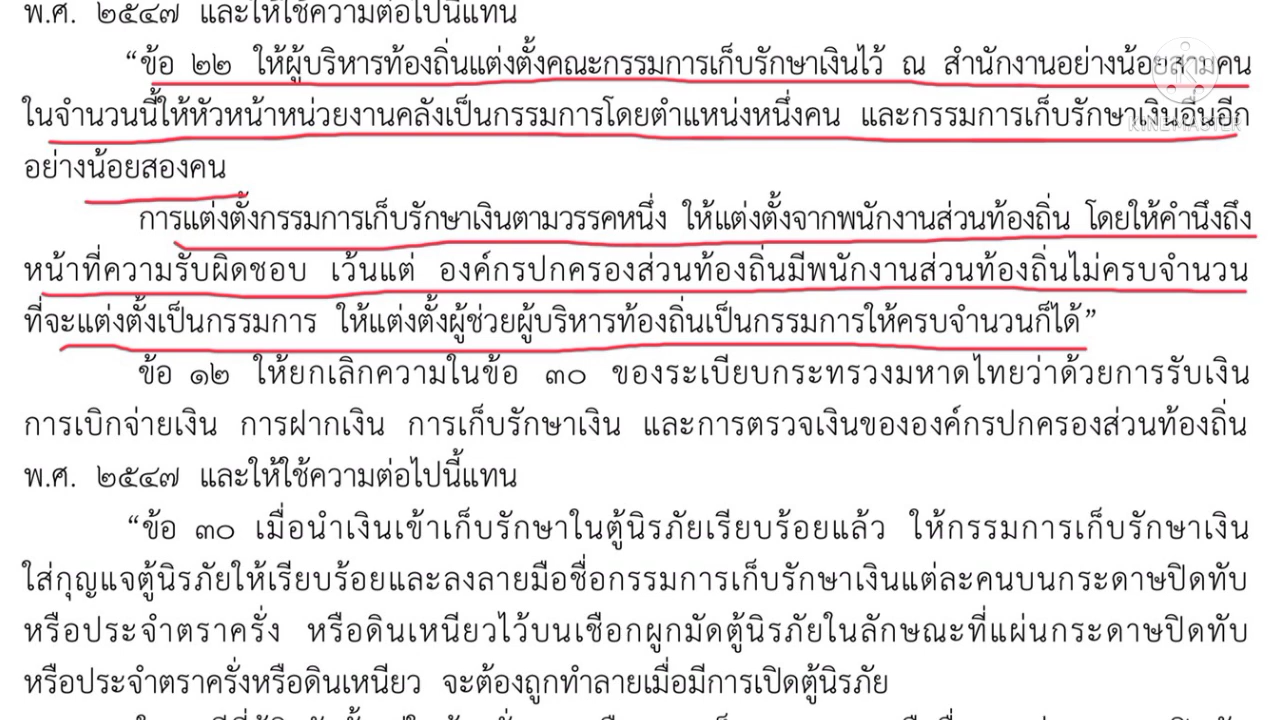 พ.ศ. ๒๕๔๗ และให้ใช้ความต่อไปนี้แทน
“ข้อ ๒๒ ให้ผู้บริหารท้องถิ่นแต่งตั้งคณะกรรมการเก็บรักษาเงินไว้ ณ สำนักงานอย่างน้อยสามคน
ในจำนวนนี้ให้หัวหน้าหน่วยงานคลังเป็นกรรมการโดยตำแหน่งหนึ่งคน และกรรมการเก็บรักษาเงินอื่นอีก
KINEMASTER
อย่างน้อยสองคน
การแต่งตั้งกรรมการเก็บรักษาเงินตามวรรคหนึ่ง ให้แต่งตั้งจากพนักงานส่วนท้องถิ่น โดยให้คำนึงถึง
หน้าที่ความรับผิดชอบ เว้นแต่ องค์กรปกครองส่วนท้องถิ่นมีพนักงานส่วนท้องถิ่นไม่ครบจำนวน
ที่จะแต่งตั้งเป็นกรรมการ ให้แต่งตั้งผู้ช่วยผู้บริหารท้องถิ่นเป็นกรรมการให้ครบจำนวนก็ได้”
ข้อ ๑๒ ให้ยกเลิกความในข้อ ๓๐ ของระเบียบกระทรวงมหาดไทยว่าด้วยการรับเงิน
การเบิกจ่ายเงิน การฝากเงิน การเก็บรักษาเงิน และการตรวจเงินขององค์กรปกครองส่วนท้องถิ่น
พ.ศ. ๒๕๔๗ และให้ใช้ความต่อไปนี้แทน
“ข้อ ๓๐ เมื่อนำเงินเข้าเก็บรักษาในตู้นิรภัยเรียบร้อยแล้ว ให้กรรมการเก็บรักษาเงิน
ใส่กุญแจตู้นิรภัยให้เรียบร้อยและลงลายมือชื่อกรรมการเก็บรักษาเงินแต่ละคนบนกระดาษปิดทับ
หรือประจำตราครั่ง หรือดินเหนียวไว้บนเชือกผูกมัดตู้นิรภัยในลักษณะที่แผ่นกระดาษปิดทับ
หรือประจำตราครั่งหรือดินเหนียว จะต้องถูกทำลายเมื่อมีการเปิดตู้นิรภัย